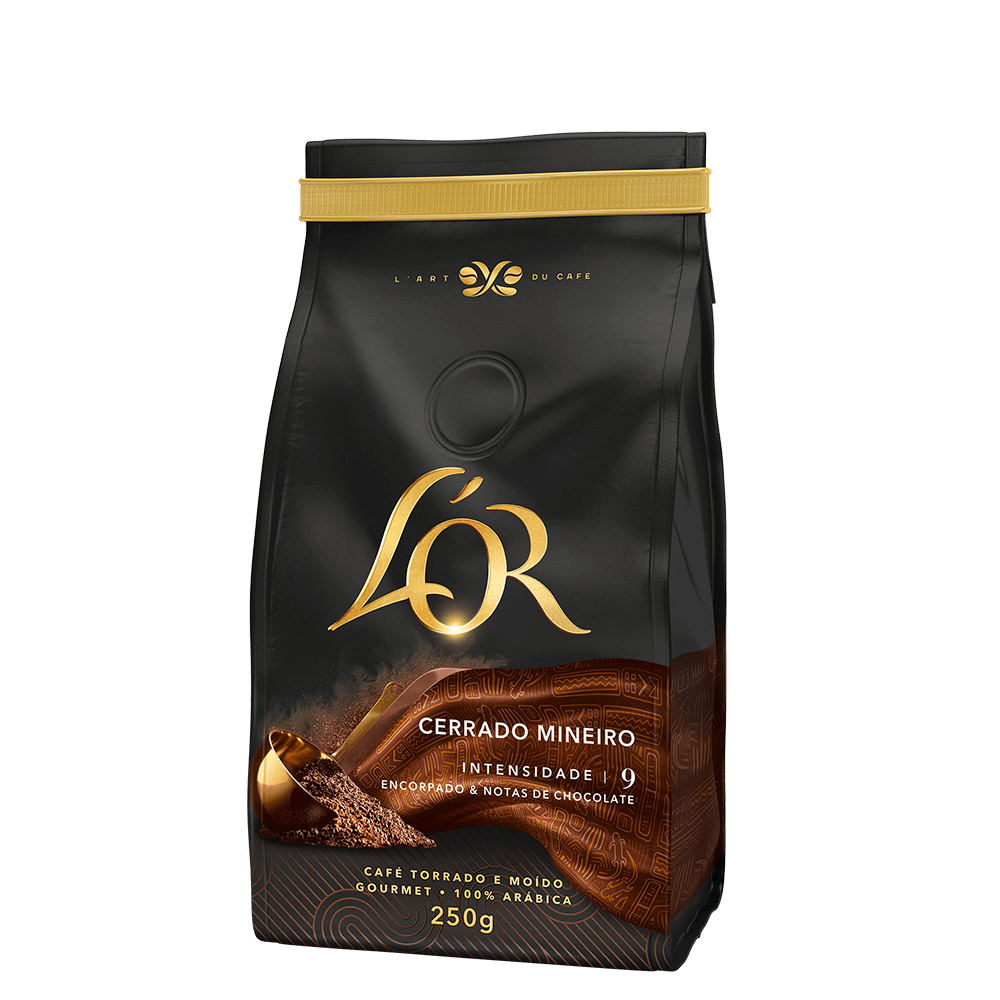 L'ART DU CAFÉ
L'OR
CERRADO MINEIRO
INTENSIDADE | 9
ENCORPADO & NOTAS DE CHOCOLATE
CAFÉ TORRADO E MOÍDO
GOURMET • 100% ARÁBICA
250g